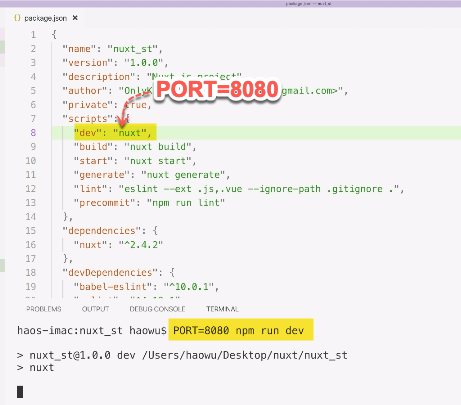 package.json — nuxt_st
{} package.json ×
1 {
2 "name": "nuxt_st",
3 "version": "1.0.0",
4 "description": "Nuxt.js project",
5 "author": "OnlyK gmail.com>",
PORT=8080
6 "private": true,
7 "scripts": {
8 "dev": "nuxt",
9 "build": "nuxt build",
10 "start": "nuxt start",
11 "generate": "nuxt generate",
12 "lint": "eslint --ext .js,.vue --ignore-path .gitignore .",
13 "precommit": "npm run lint"
14 },
15 "dependencies": {
16 "nuxt": "^2.4.2"
17 },
18 "devDependencies": {
19 "babel-eslint": "^10.0.1",
PROBLEMS OUTPUT DEBUG CONSOLE TERMINAL
haos-imac:nuxt_st haowu$ PORT=8080 npm run dev
> nuxt_st@1.0.0 dev /Users/haowu/Desktop/nuxt/nuxt_st
> nuxt